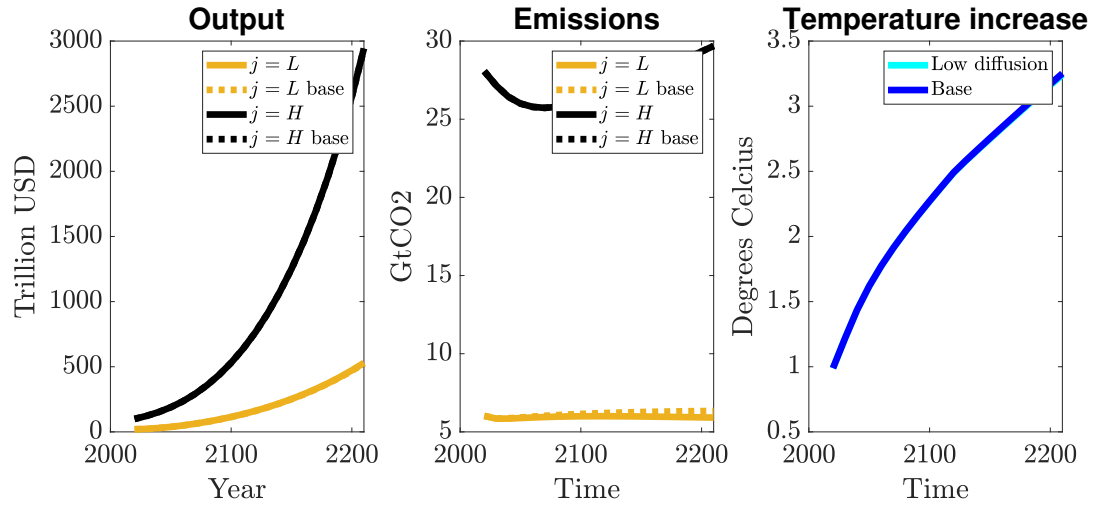 Output
Trillion USD
3000
2500
2000
1500
1000
500
0
2000
2100
2200
Year
j = L
j = L base
j = H
j = H base
Emissions
GtCO2
30
25
20
15
10
5
2000
2100
2200
Time
j = L
j = L base
j = H
j = H base
Temperature increase
Degrees Celcius
3.5
3
2.5
2
1.5
1
0.5
2000
2100
2200
Time
Low diffusion
Base